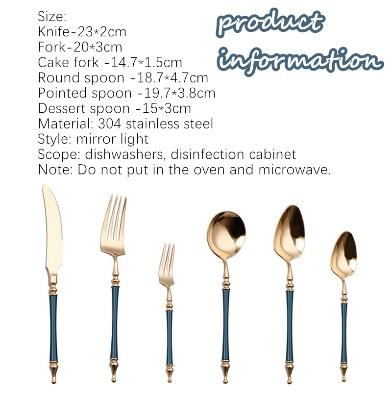 product
information
Size:
Knife-23*2cm
Fork-20*3cm
Cake fork -14.7*1.5cm
Round spoon -18.7*4.7cm
Pointed spoon -19.7*3.8cm
Dessert spoon -15*3cm
Material: 304 stainless steel
Style: mirror light
Scope: dishwashers, disinfection cabinet
Note: Do not put in the oven and microwave.